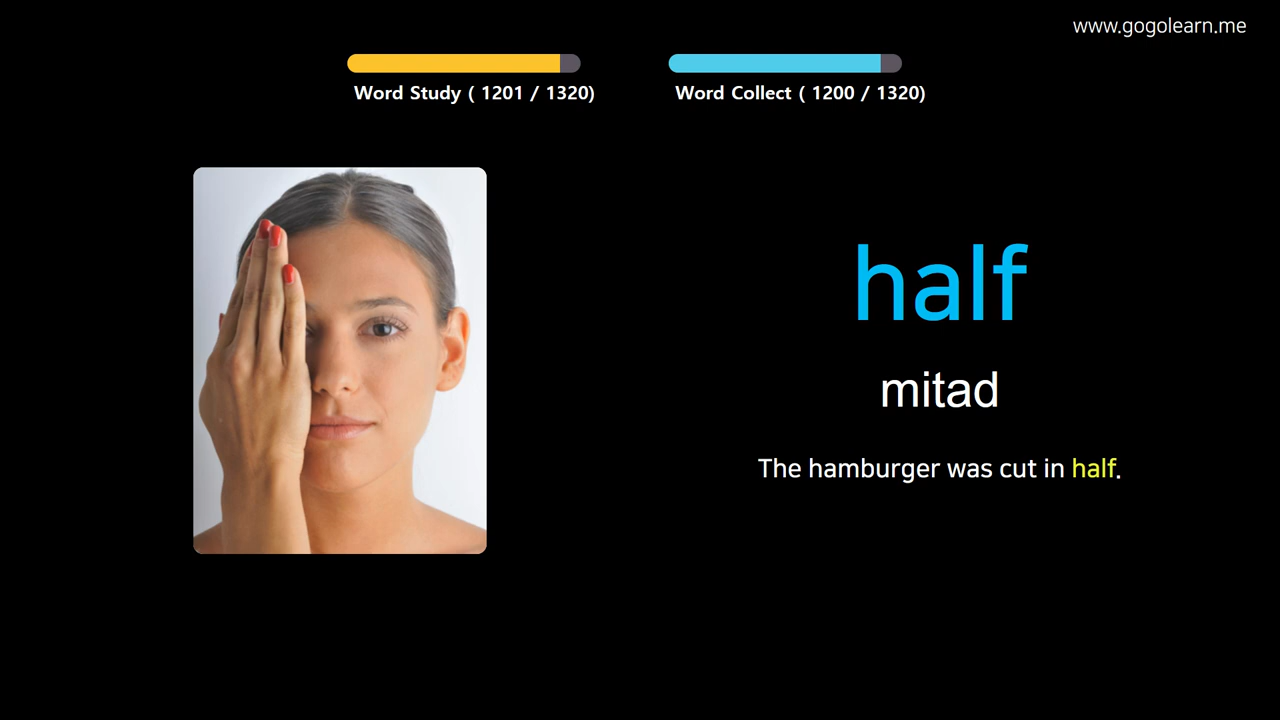 www.gogolearn.me
Word Study ( 1201 / 1320)
Word Collect ( 1200 / 1320)
half
mitad
The hamburger was cut in half.